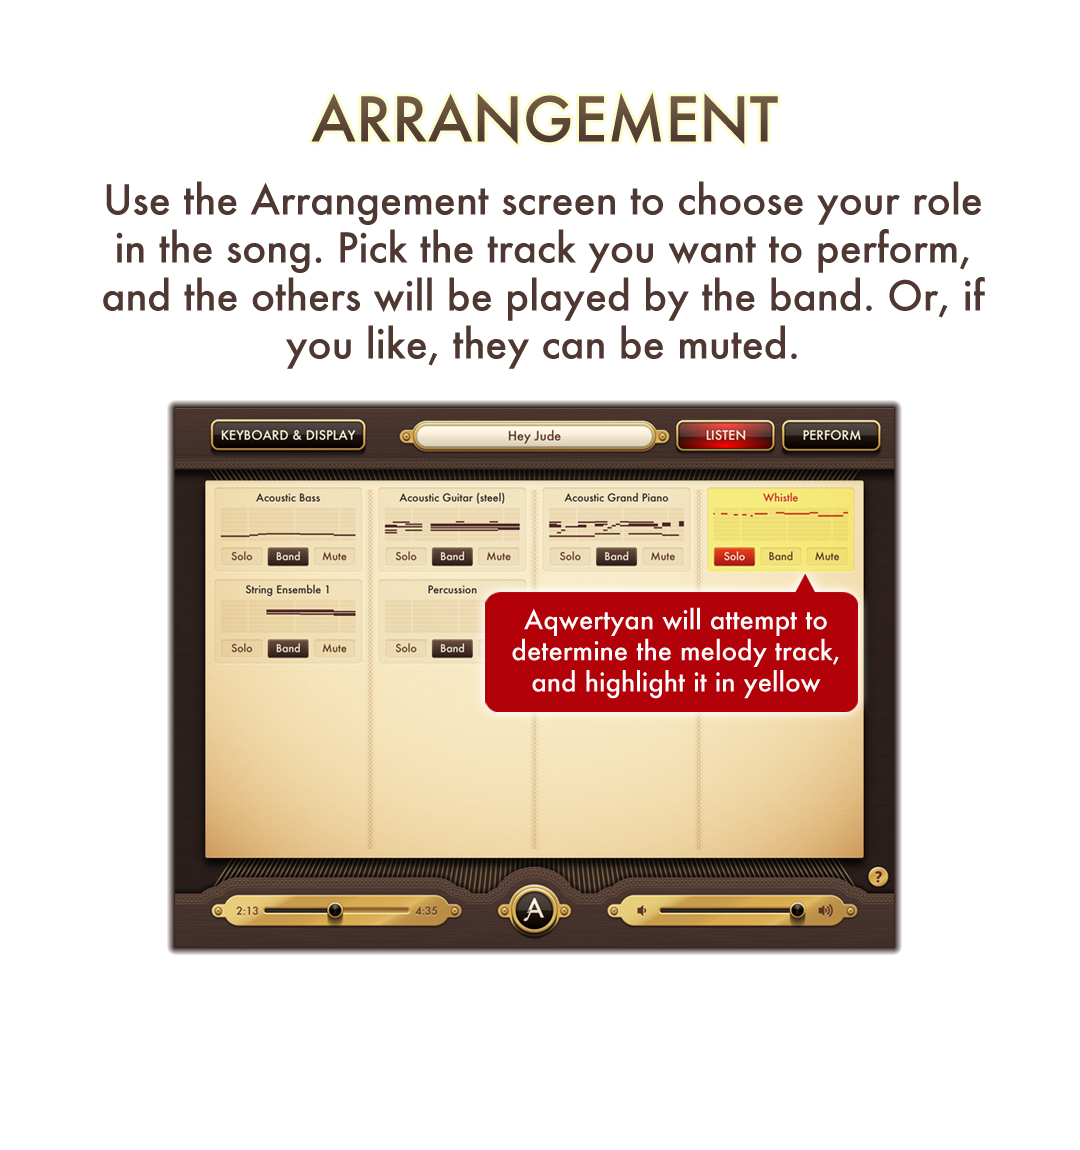 ARRANGEMENT
Use the Arrangement screen to choose your role
in the song. Pick the track you want to perform,
and the others will be played by the band. Or, if
you like, they can be muted.
KEYBOARD & DISPLAY
Hey Jude
LISTEN
PERFORM
Acoustic Bass
Acoustic Guitar (steel)
Acoustic Grand Piano
Whistle
Solo Band Mute
Solo Band Mute
Solo Band Mute
Solo Band Mute
String Ensemble 1
Percussion
Solo Band Mute
Solo Band
Aqwertyan will attempt to
determine the melody track,
and highlight it in yellow
?
2:13
4:35
A